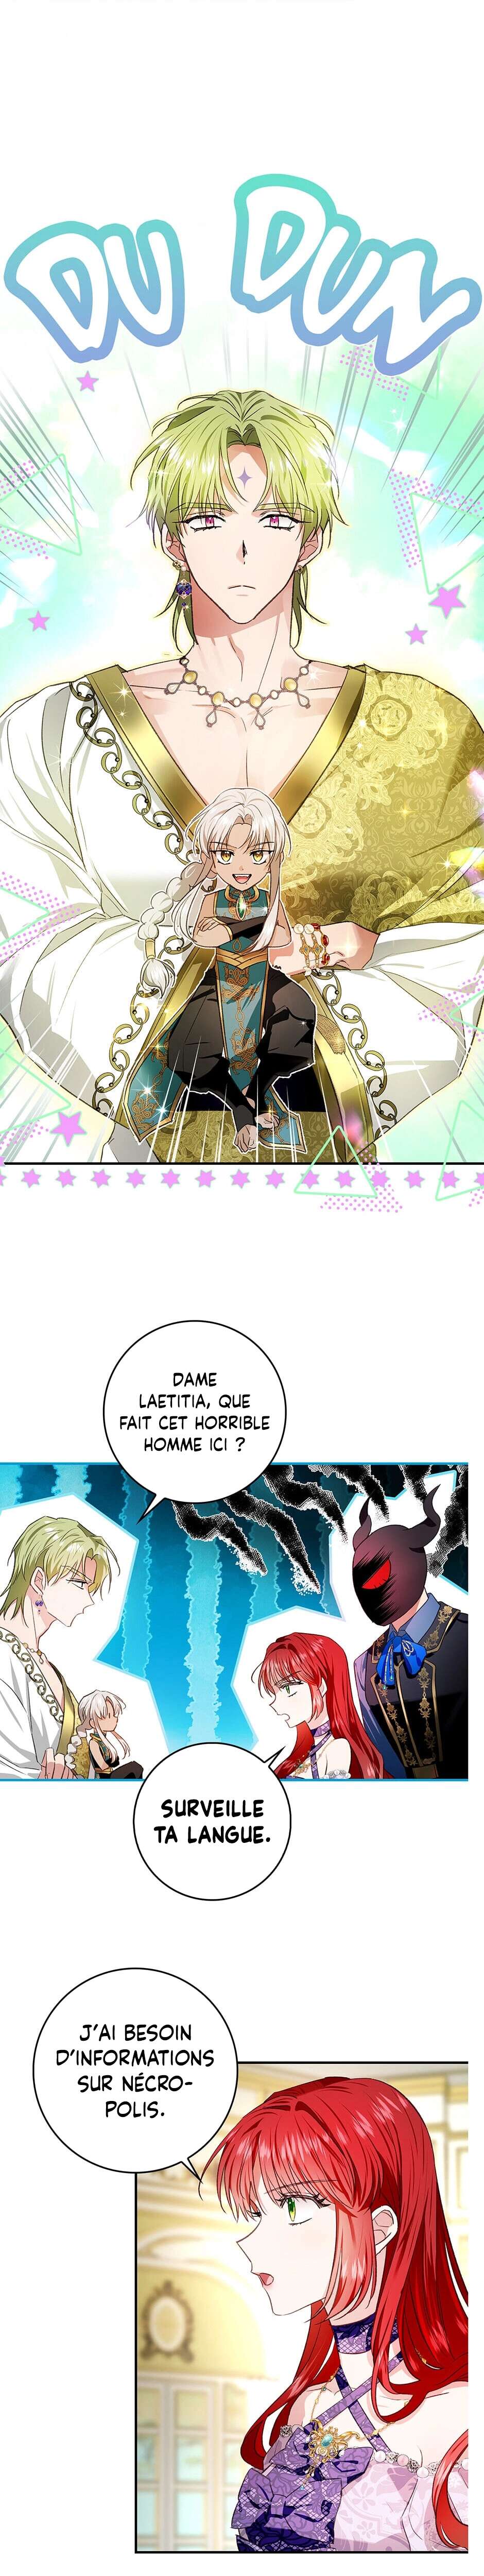 DU DUN
DAME
LAETITIA, QUE
FAIT CET HORRIBLE
HOMME ICI ?
SURVEILLE
TA LANGUE.
J'AI BESOIN
D'INFORMATIONS
SUR NÉCRO-
POLIS.